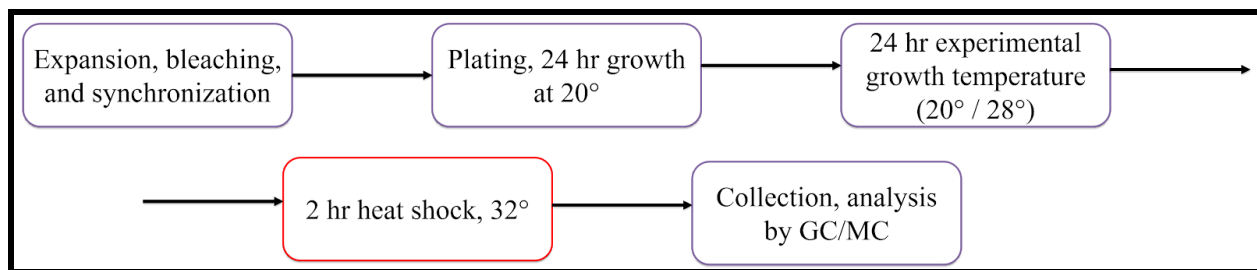 Expansion, bleaching,
and synchronization
Plating, 24 hr growth
at 20°
24 hr experimental
growth temperature
(20° / 28°)
2 hr heat shock, 32°
Collection, analysis
by GC/MC